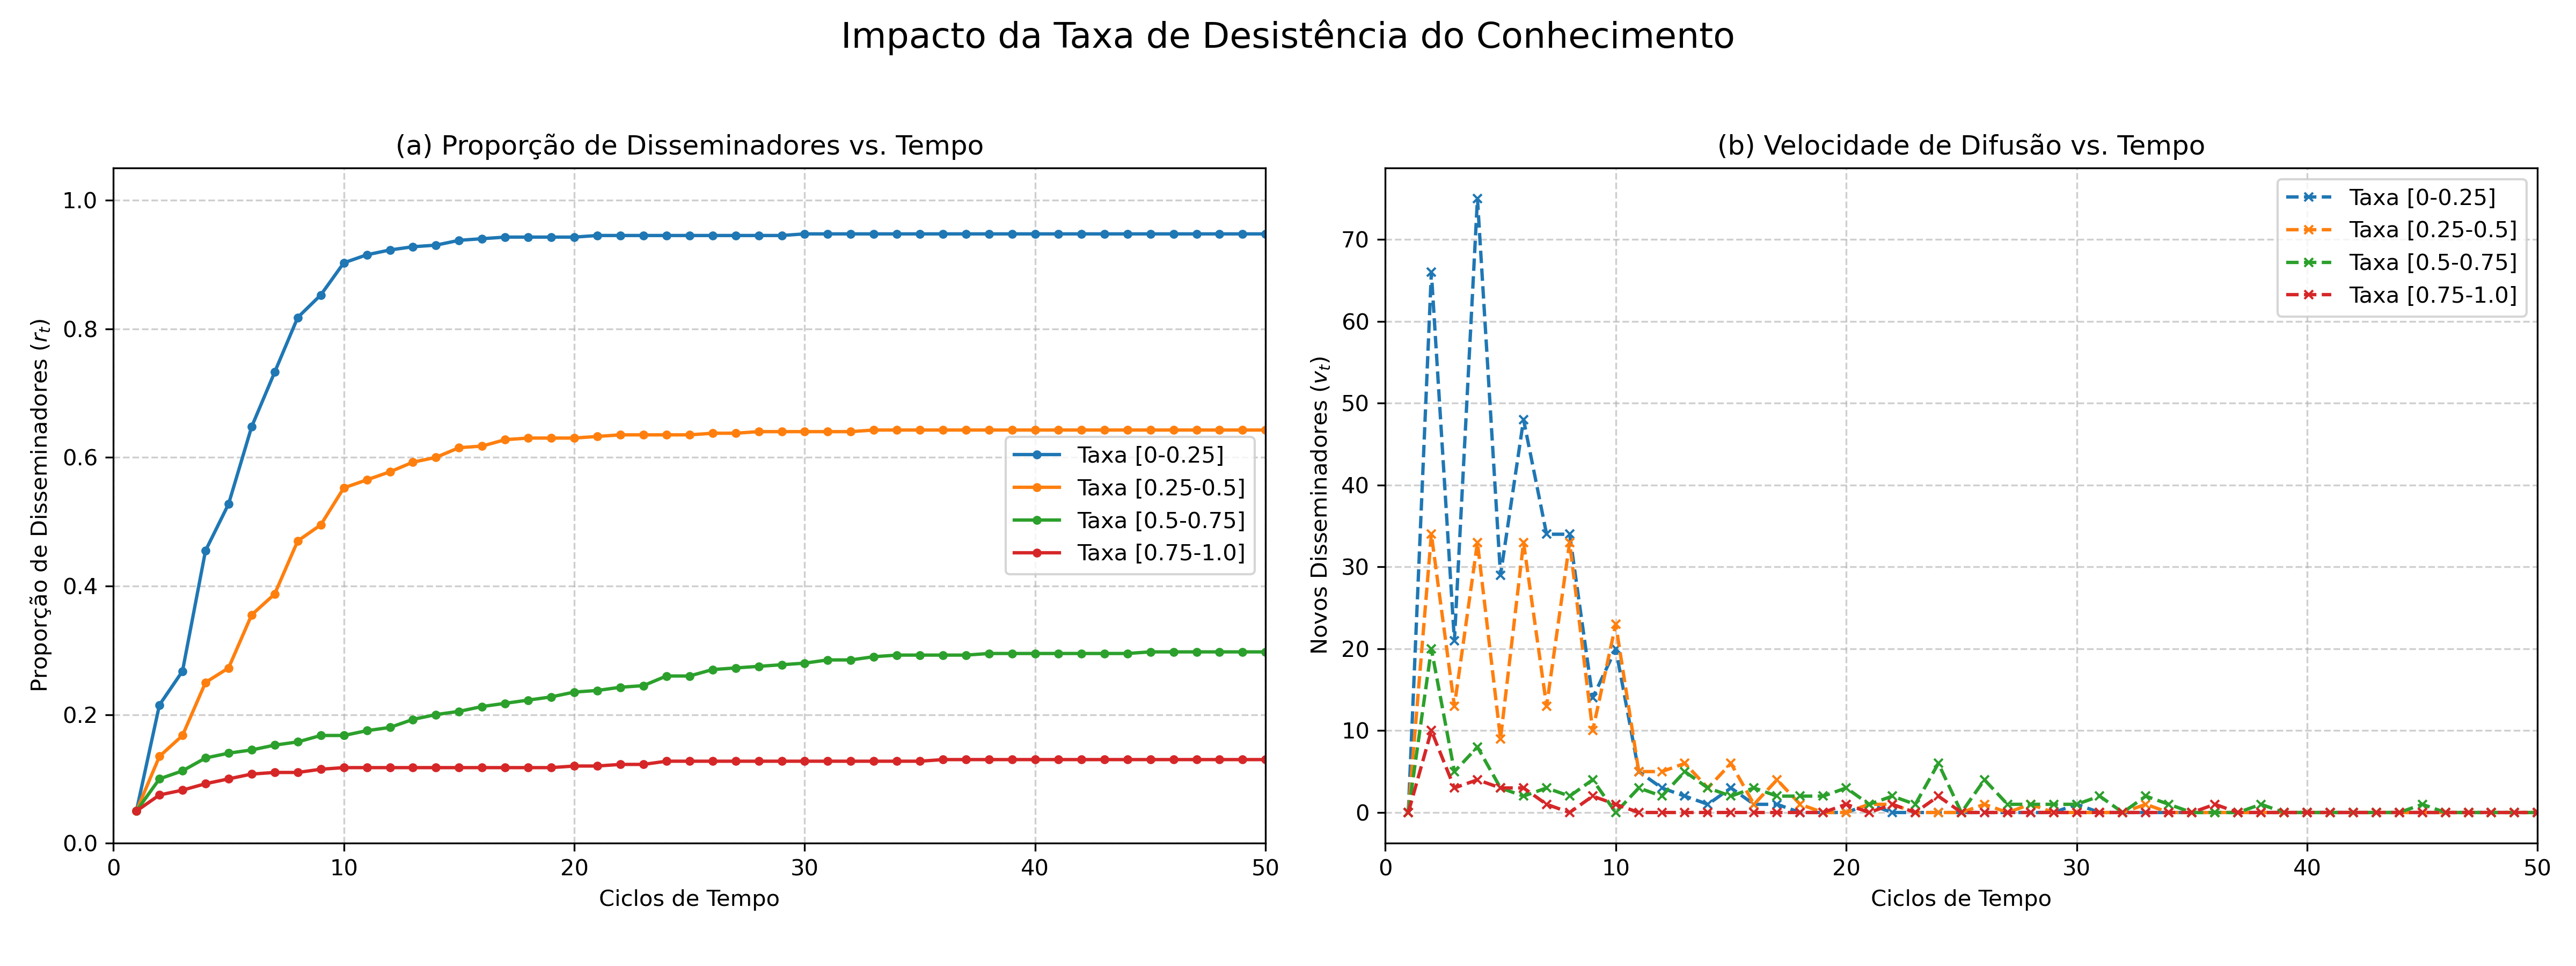 Impacto da Taxa de Desistência do Conhecimento
(a) Proporção de Disseminadores vs. Tempo
Proporção de Disseminadores (r_t)
1.0
0.8
0.6
0.4
0.2
0.0
Taxa [0-0.25]
Taxa [0.25-0.5]
Taxa [0.5-0.75]
Taxa [0.75-1.0]
0 10 20 30 40 50
Ciclos de Tempo
(b) Velocidade de Difusão vs. Tempo
Novos Disseminadores (v_t)
70
60
50
40
30
20
10
0
Taxa [0-0.25]
Taxa [0.25-0.5]
Taxa [0.5-0.75]
Taxa [0.75-1.0]
0 10 20 30 40 50
Ciclos de Tempo